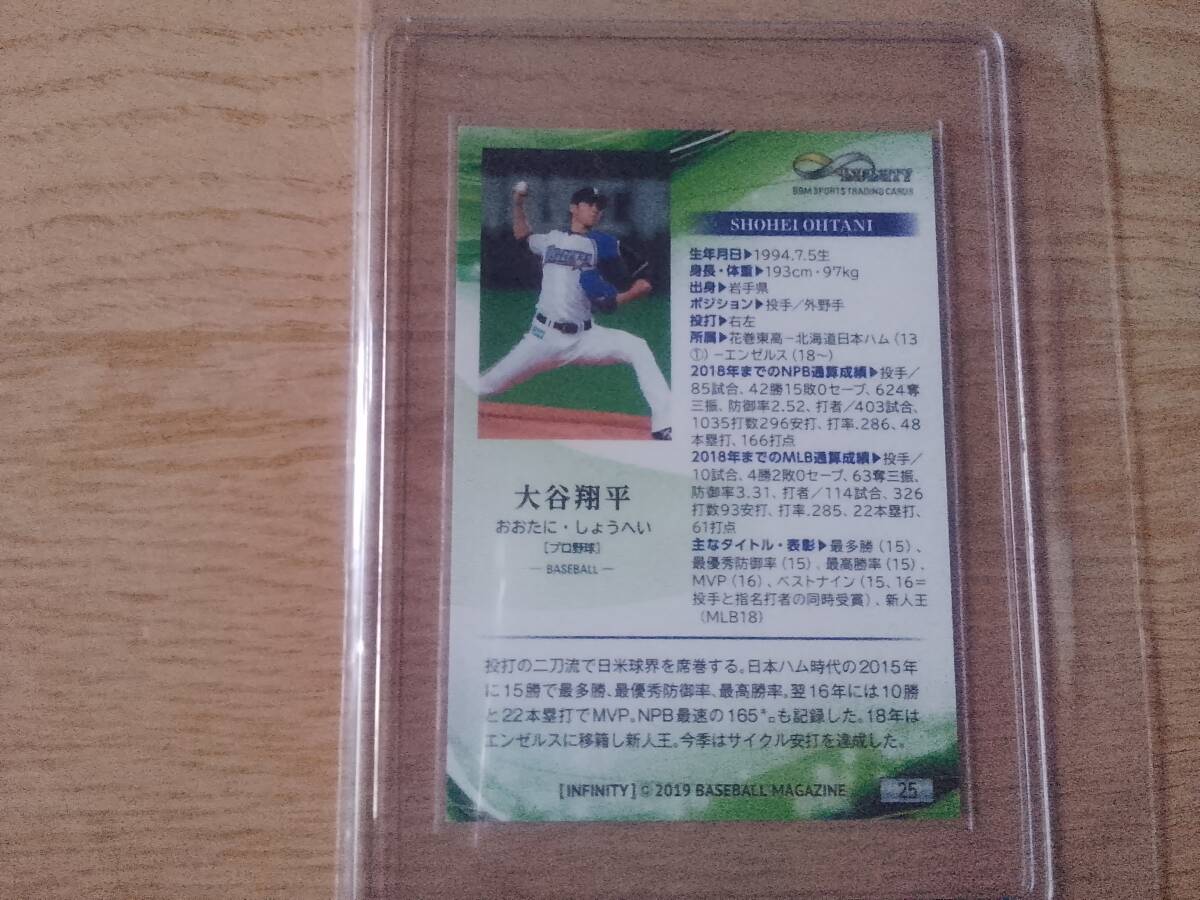 INFINITY
BBM SPORTS TRADING CARDS
SHOHEI OHTANI
生年月日▶1994.7.5生
身長・体重▶193cm・97kg
出身▶岩手県
ポジション▶投手／外野手
投打▶右左
所属▶花巻東高－北海道日本ハム（13
①）－エンゼルス（18～）
2018年までのNPB通算成績▶投手／
85試合、42勝15敗0セーブ、624奪
三振、防御率2.52、打者／403試合、
1035打数296安打、打率.286、48
本塁打、166打点
2018年までのMLB通算成績▶投手／
10試合、4勝2敗0セーブ、63奪三振、
防御率3.31、打者／114試合、326
打数93安打、打率.285、22本塁打、
61打点
主なタイトル・表彰▶最多勝（15）、
最優秀防御率（15）、最高勝率（15）、
MVP（16）、ベストナイン（15、16＝
投手と指名打者の同時受賞）、新人王
（MLB18）
大谷翔平
おおたに・しょうへい
［プロ野球］
— BASEBALL —
投打の二刀流で日米球界を席巻する。日本ハム時代の2015年
に15勝で最多勝、最優秀防御率、最高勝率。翌16年には10勝
と22本塁打でMVP。NPB最速の165㌔も記録した。18年は
エンゼルスに移籍し新人王。今季はサイクル安打を達成した。
[INFINITY] © 2019 BASEBALL MAGAZINE
25